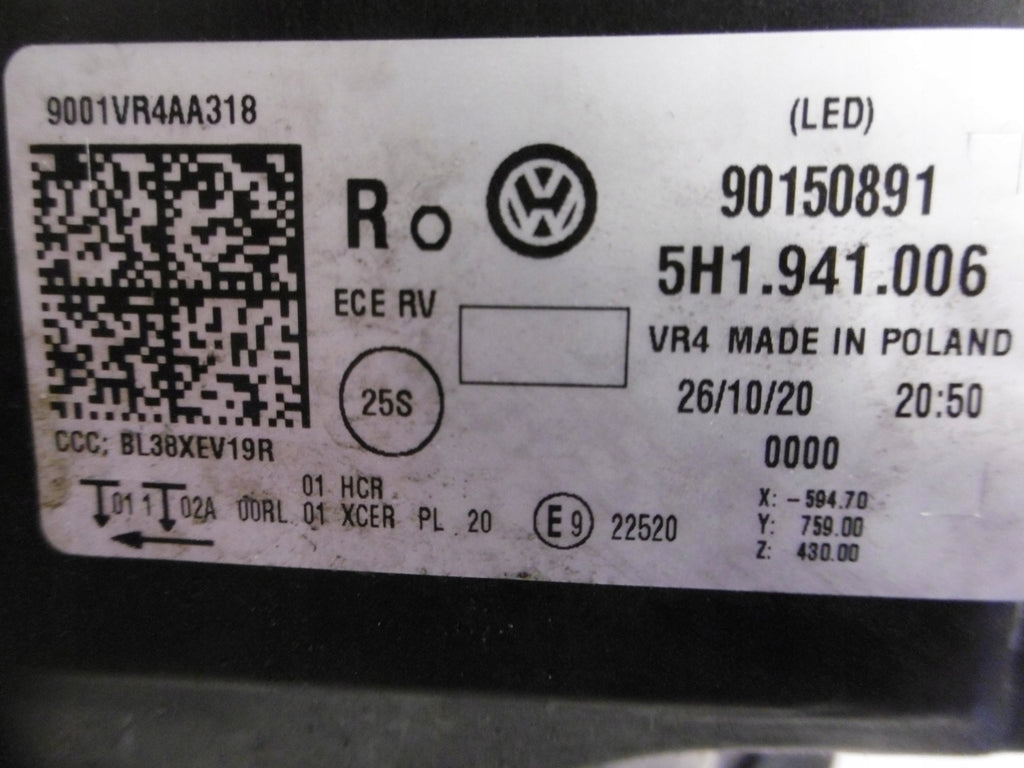 9001VR4AA318
R O
ECE RV
25S
CCC; BL38XEV19R
01 HCR
01 1 02A 00RL 01 XCER PL 20
E9 22520
(LED)
90150891
5H1.941.006
VR4 MADE IN POLAND
26/10/20 20:50
0000
X: -594.70
Y: 759.00
Z: 430.00